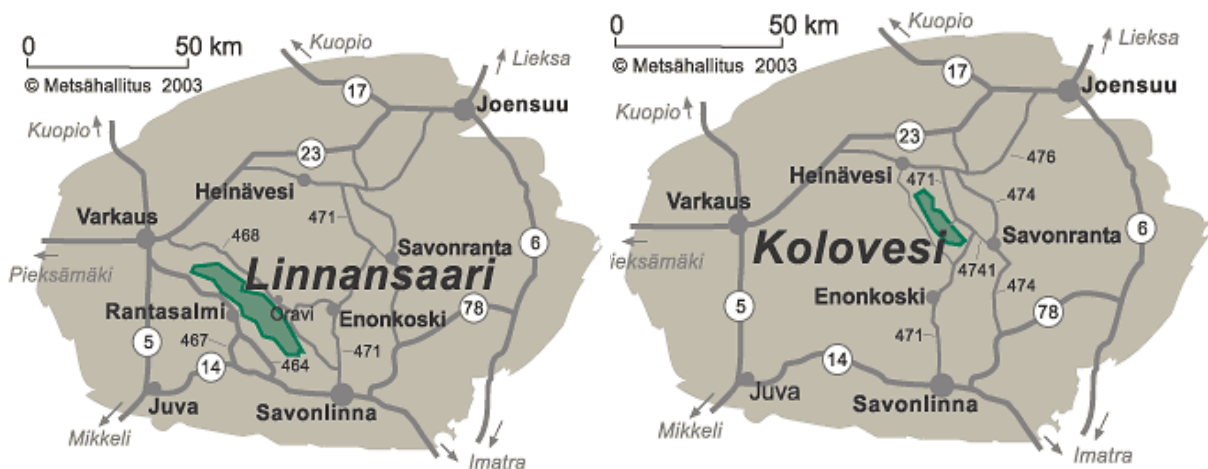 0 50 km
© Metsähallitus 2003
Kuopio
Lieksa
17
Joensuu
Kuopio
23
Heinävesi
471
Varkaus
468
Savonranta
6
Linnansaari
Pieksämäki
Rantasalmi
Oravi
Enonkoski
78
5
467
471
14
464
Juva
Savonlinna
Mikkeli
Imatra
0 50 km
© Metsähallitus 2003
Kuopio
Lieksa
17
Joensuu
Kuopio
23
476
Heinävesi
471
474
Varkaus
6
Savonranta
Kolovesi
ieksämäki
4741
474
Enonkoski
5
78
471
14
Juva
Savonlinna
Mikkeli
Imatra